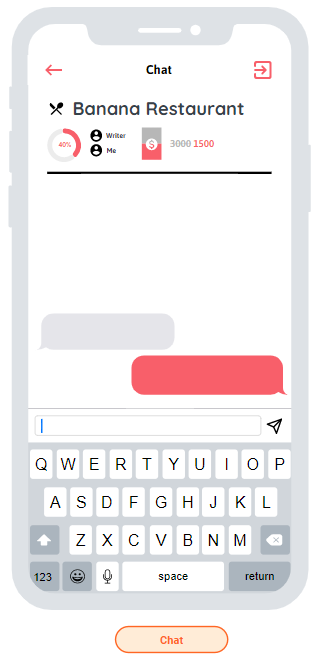 Chat
Banana Restaurant
40%
Writer
Me
$
3000 1500
Q W E R T Y U I O P
A S D F G H J K L
Z X C V B N M
123 space return
Chat